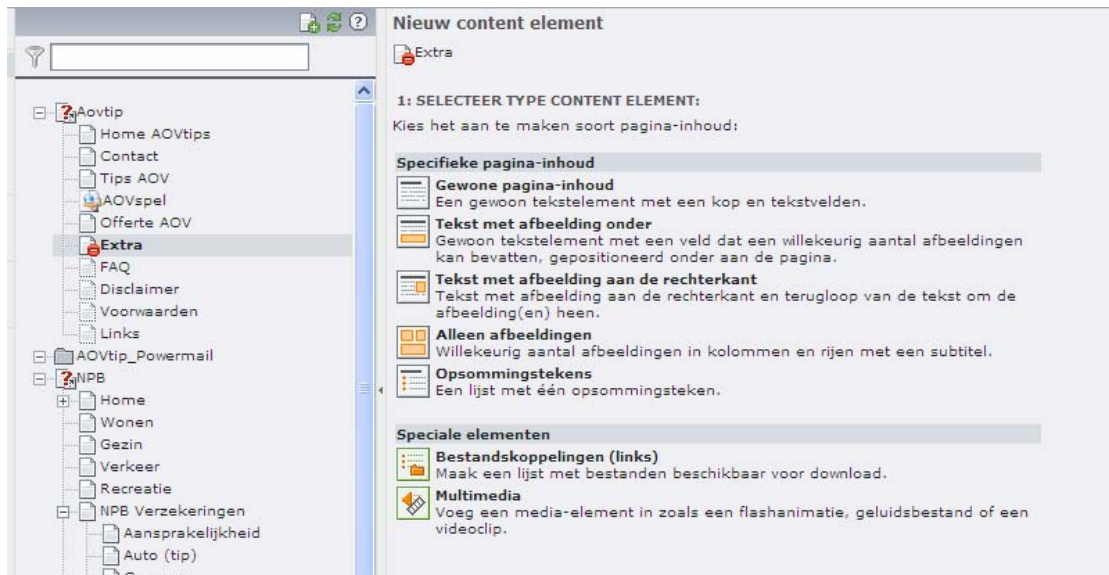 Aovtip
Home AOVtips
Contact
Tips AOV
AOVspel
Offerte AOV
Extra
FAQ
Disclaimer
Voorwaarden
Links
AOVtip_Powermail
NPB
Home
Wonen
Gezin
Verkeer
Recreatie
NPB Verzekeringen
Aansprakelijkheid
Auto (tip)
Nieuw content element
Extra
1: SELECTEER TYPE CONTENT ELEMENT:
Kies het aan te maken soort pagina-inhoud:
Specifieke pagina-inhoud
Gewone pagina-inhoud
Een gewoon tekstelement met een kop en tekstvelden.
Tekst met afbeelding onder
Gewoon tekstelement met een veld dat een willekeurig aantal afbeeldingen
kan bevatten, gepositioneerd onder aan de pagina.
Tekst met afbeelding aan de rechterkant
Tekst met afbeelding aan de rechterkant en terugloop van de tekst om de
afbeelding(en) heen.
Alleen afbeeldingen
Willekeurig aantal afbeeldingen in kolommen en rijen met een subtitel.
Opsommingstekens
Een lijst met één opsommingsteken.
Speciale elementen
Bestandskoppelingen (links)
Maak een lijst met bestanden beschikbaar voor download.
Multimedia
Voeg een media-element in zoals een flashanimatie, geluidsbestand of een
videoclip.